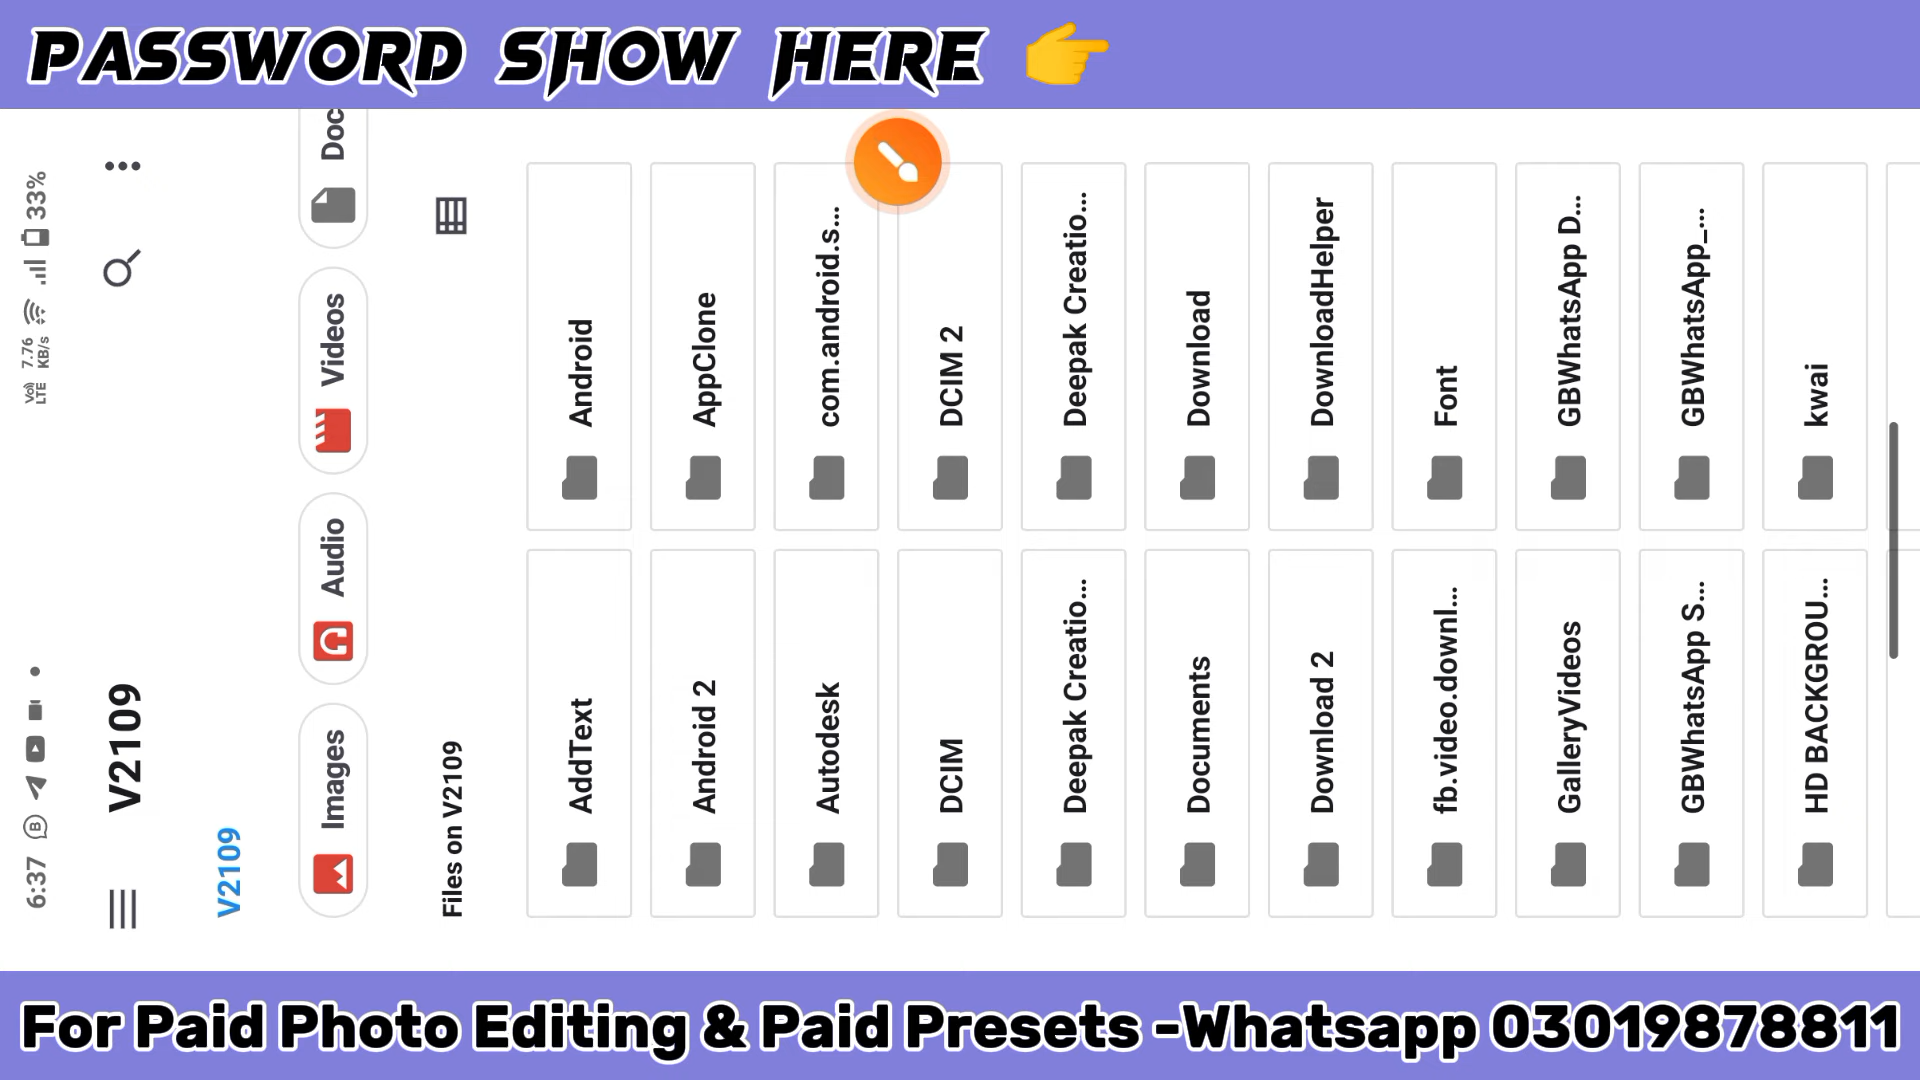 PASSWORD SHOW HERE 👉
6:37
VoLTE 7.76 KB/s 33%
V2109
V2109
Images Audio Videos Doc
Files on V2109
AddText Android
Android 2 AppClone
Autodesk com.android.s...
DCIM DCIM 2
Deepak Creatio... Deepak Creatio...
Documents Download
Download 2 DownloadHelper
fb.video.downl... Font
GalleryVideos GBWhatsApp D...
GBWhatsApp S... GBWhatsApp_...
HD BACKGROU... kwai
For Paid Photo Editing & Paid Presets -Whatsapp 03019878811